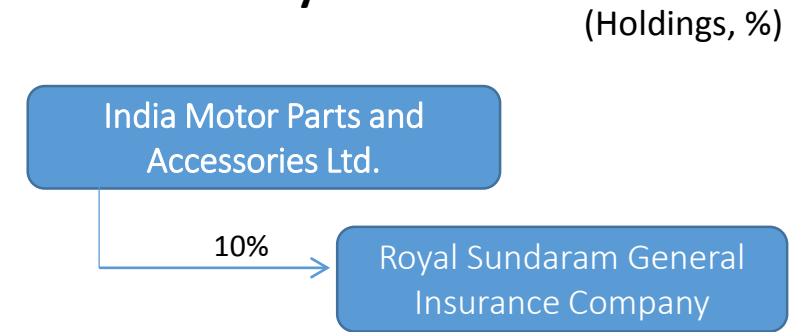 (Holdings, %)
India Motor Parts and
Accessories Ltd.
10%
Royal Sundaram General
Insurance Company